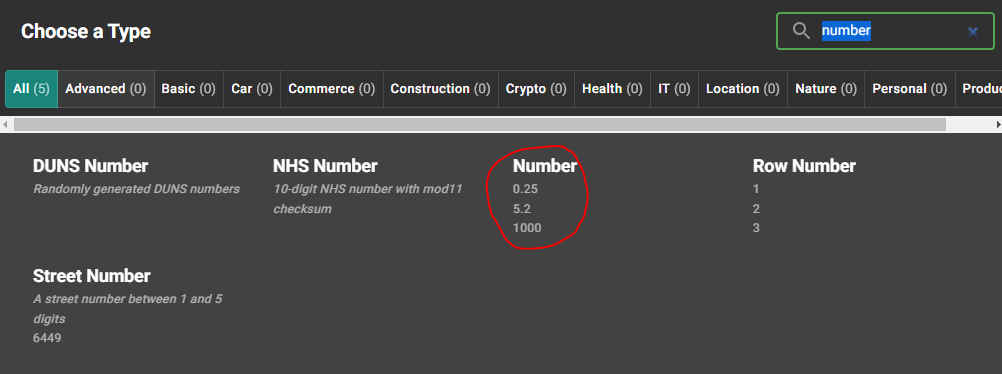 Choose a Type
number
All (5) Advanced (0) Basic (0) Car (0) Commerce (0) Construction (0) Crypto (0) Health (0) IT (0) Location (0) Nature (0) Personal (0) Produc
DUNS Number
Randomly generated DUNS numbers
NHS Number
10-digit NHS number with mod11
checksum
Number
0.25
5.2
1000
Row Number
1
2
3
Street Number
A street number between 1 and 5
digits
6449